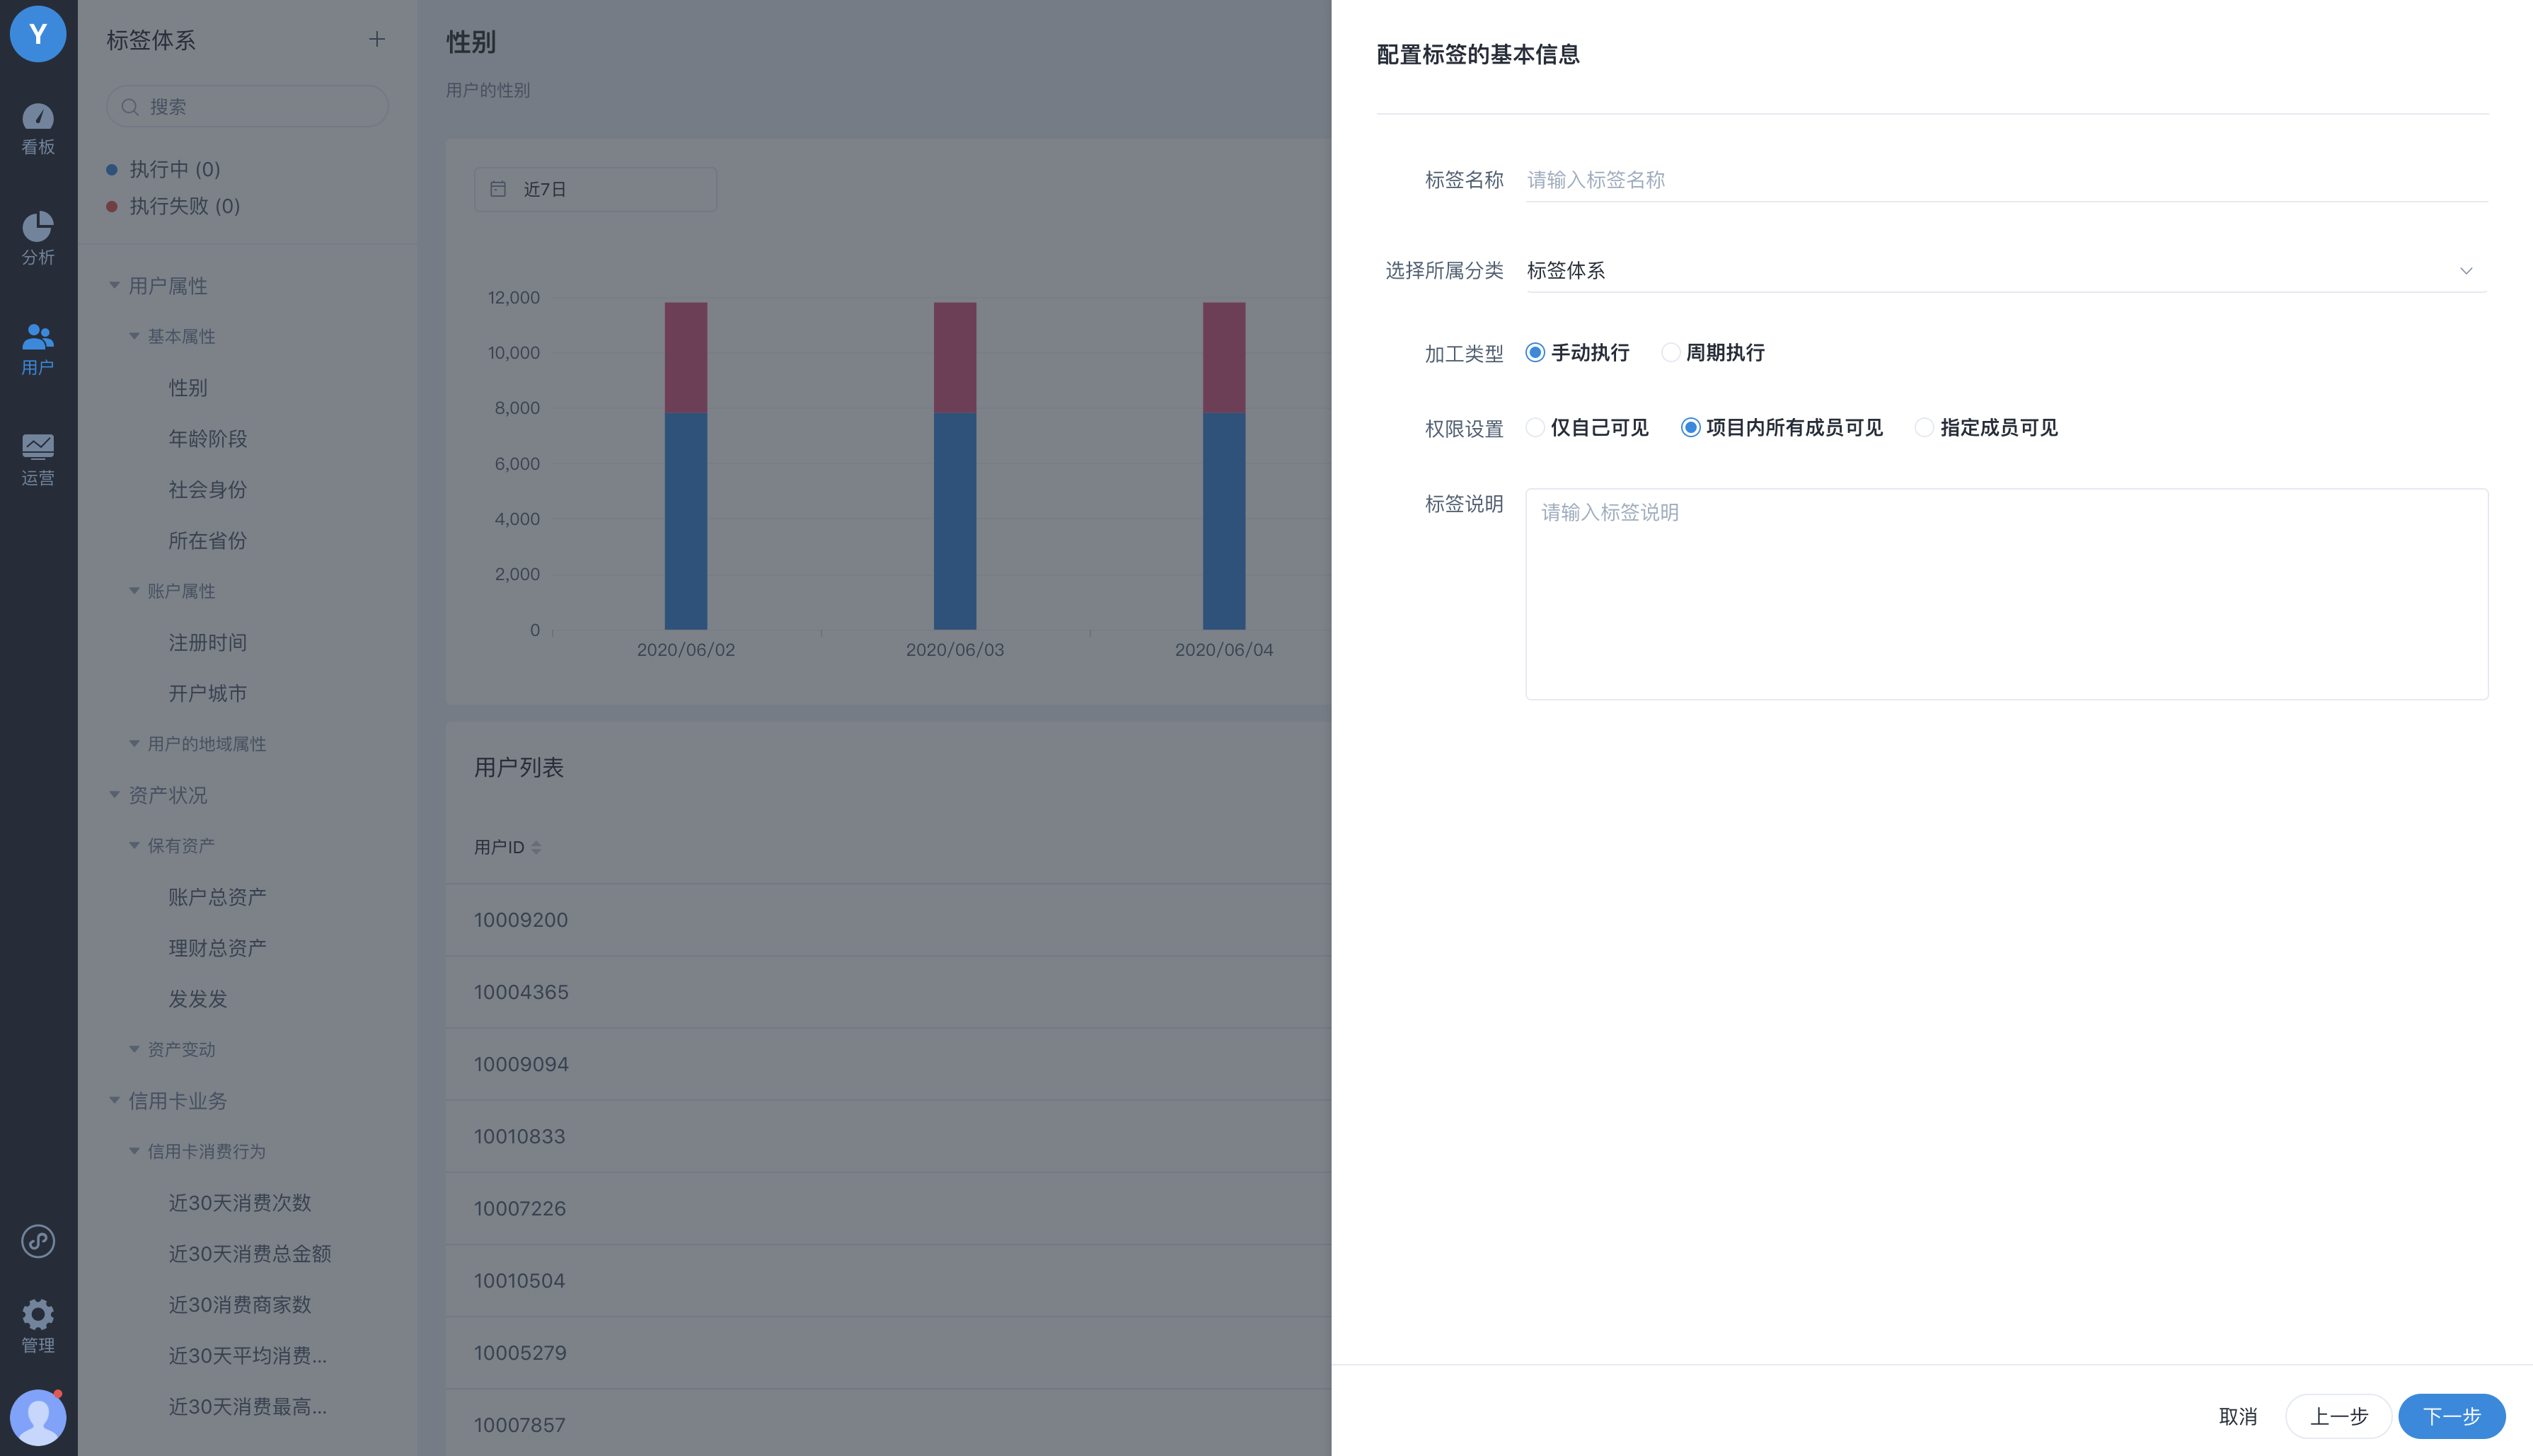 Y
看板
分析
用户
运营
管理
标签体系
搜索
执行中 (0)
执行失败 (0)
用户属性
基本属性
性别
年龄阶段
社会身份
所在省份
账户属性
注册时间
开户城市
用户的地域属性
资产状况
保有资产
账户总资产
理财总资产
发发发
资产变动
信用卡业务
信用卡消费行为
近30天消费次数
近30天消费总金额
近30消费商家数
近30天平均消费...
近30天消费最高...
性别
用户的性别
近7日
12,000
10,000
8,000
6,000
4,000
2,000
0
2020/06/02 2020/06/03 2020/06/04
用户列表
用户ID
10009200
10004365
10009094
10010833
10007226
10010504
10005279
10007857
配置标签的基本信息
标签名称 请输入标签名称
选择所属分类 标签体系
加工类型 手动执行 周期执行
权限设置 仅自己可见 项目内所有成员可见 指定成员可见
标签说明 请输入标签说明
取消 上一步 下一步